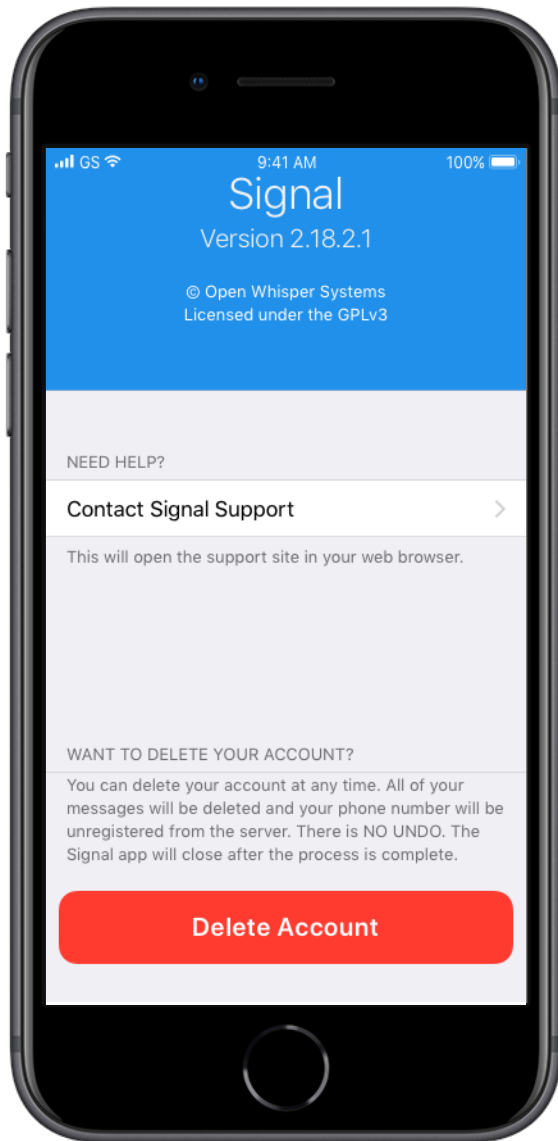 GS 9:41 AM 100%
Signal
Version 2.18.2.1
© Open Whisper Systems
Licensed under the GPLv3
NEED HELP?
Contact Signal Support
This will open the support site in your web browser.
WANT TO DELETE YOUR ACCOUNT?
You can delete your account at any time. All of your
messages will be deleted and your phone number will be
unregistered from the server. There is NO UNDO. The
Signal app will close after the process is complete.
Delete Account